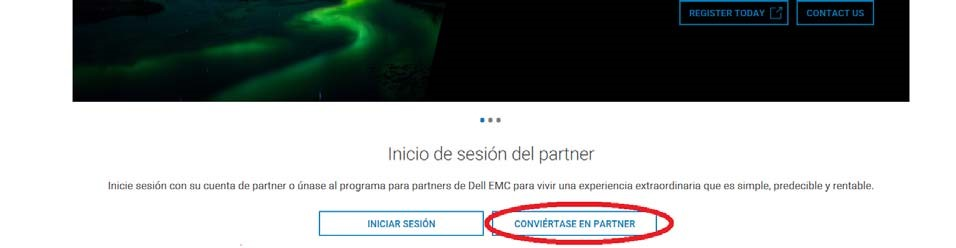 REGISTER TODAY CONTACT US
Inicio de sesión del partner
Inicie sesión con su cuenta de partner o únase al programa para partners de Dell EMC para vivir una experiencia extraordinaria que es simple, predecible y rentable.
INICIAR SESIÓN CONVIÉRTASE EN PARTNER